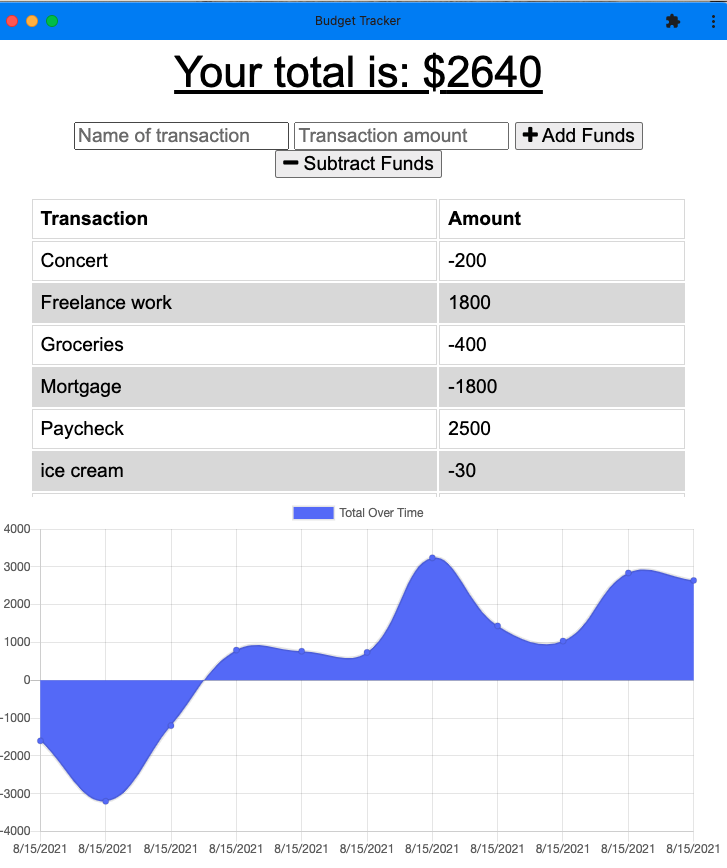 Budget Tracker
Your total is: $2640
Name of transaction Transaction amount Add Funds
Subtract Funds
Transaction Amount
Concert -200
Freelance work 1800
Groceries -400
Mortgage -1800
Paycheck 2500
ice cream -30
Total Over Time
4000
3000
2000
1000
0
-1000
-2000
-3000
-4000
8/15/2021 8/15/2021 8/15/2021 8/15/2021 8/15/2021 8/15/2021 8/15/2021 8/15/2021 8/15/2021 8/15/2021 8/15/2021